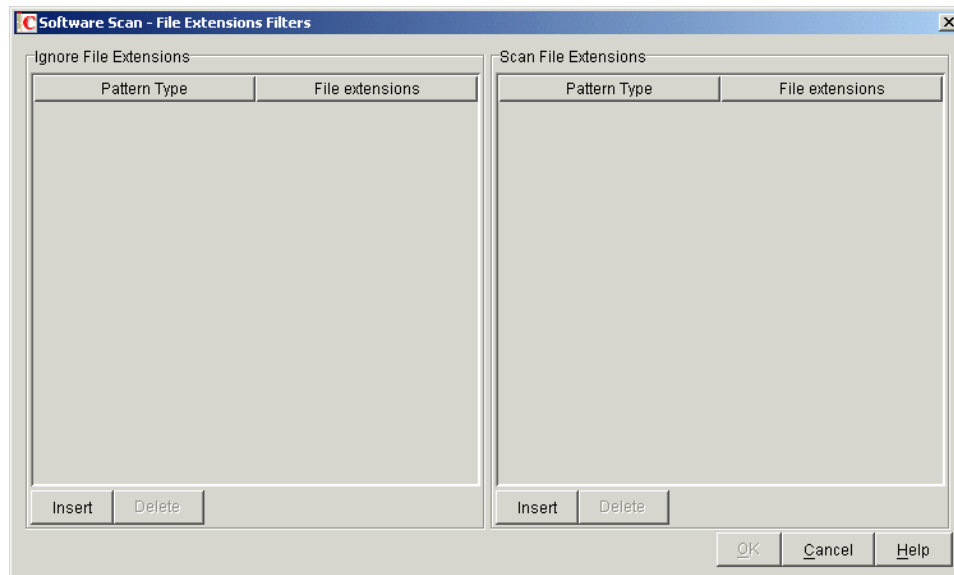 Software Scan - File Extensions Filters
Ignore File Extensions
Pattern Type File extensions
Insert Delete
Scan File Extensions
Pattern Type File extensions
Insert Delete
OK Cancel Help